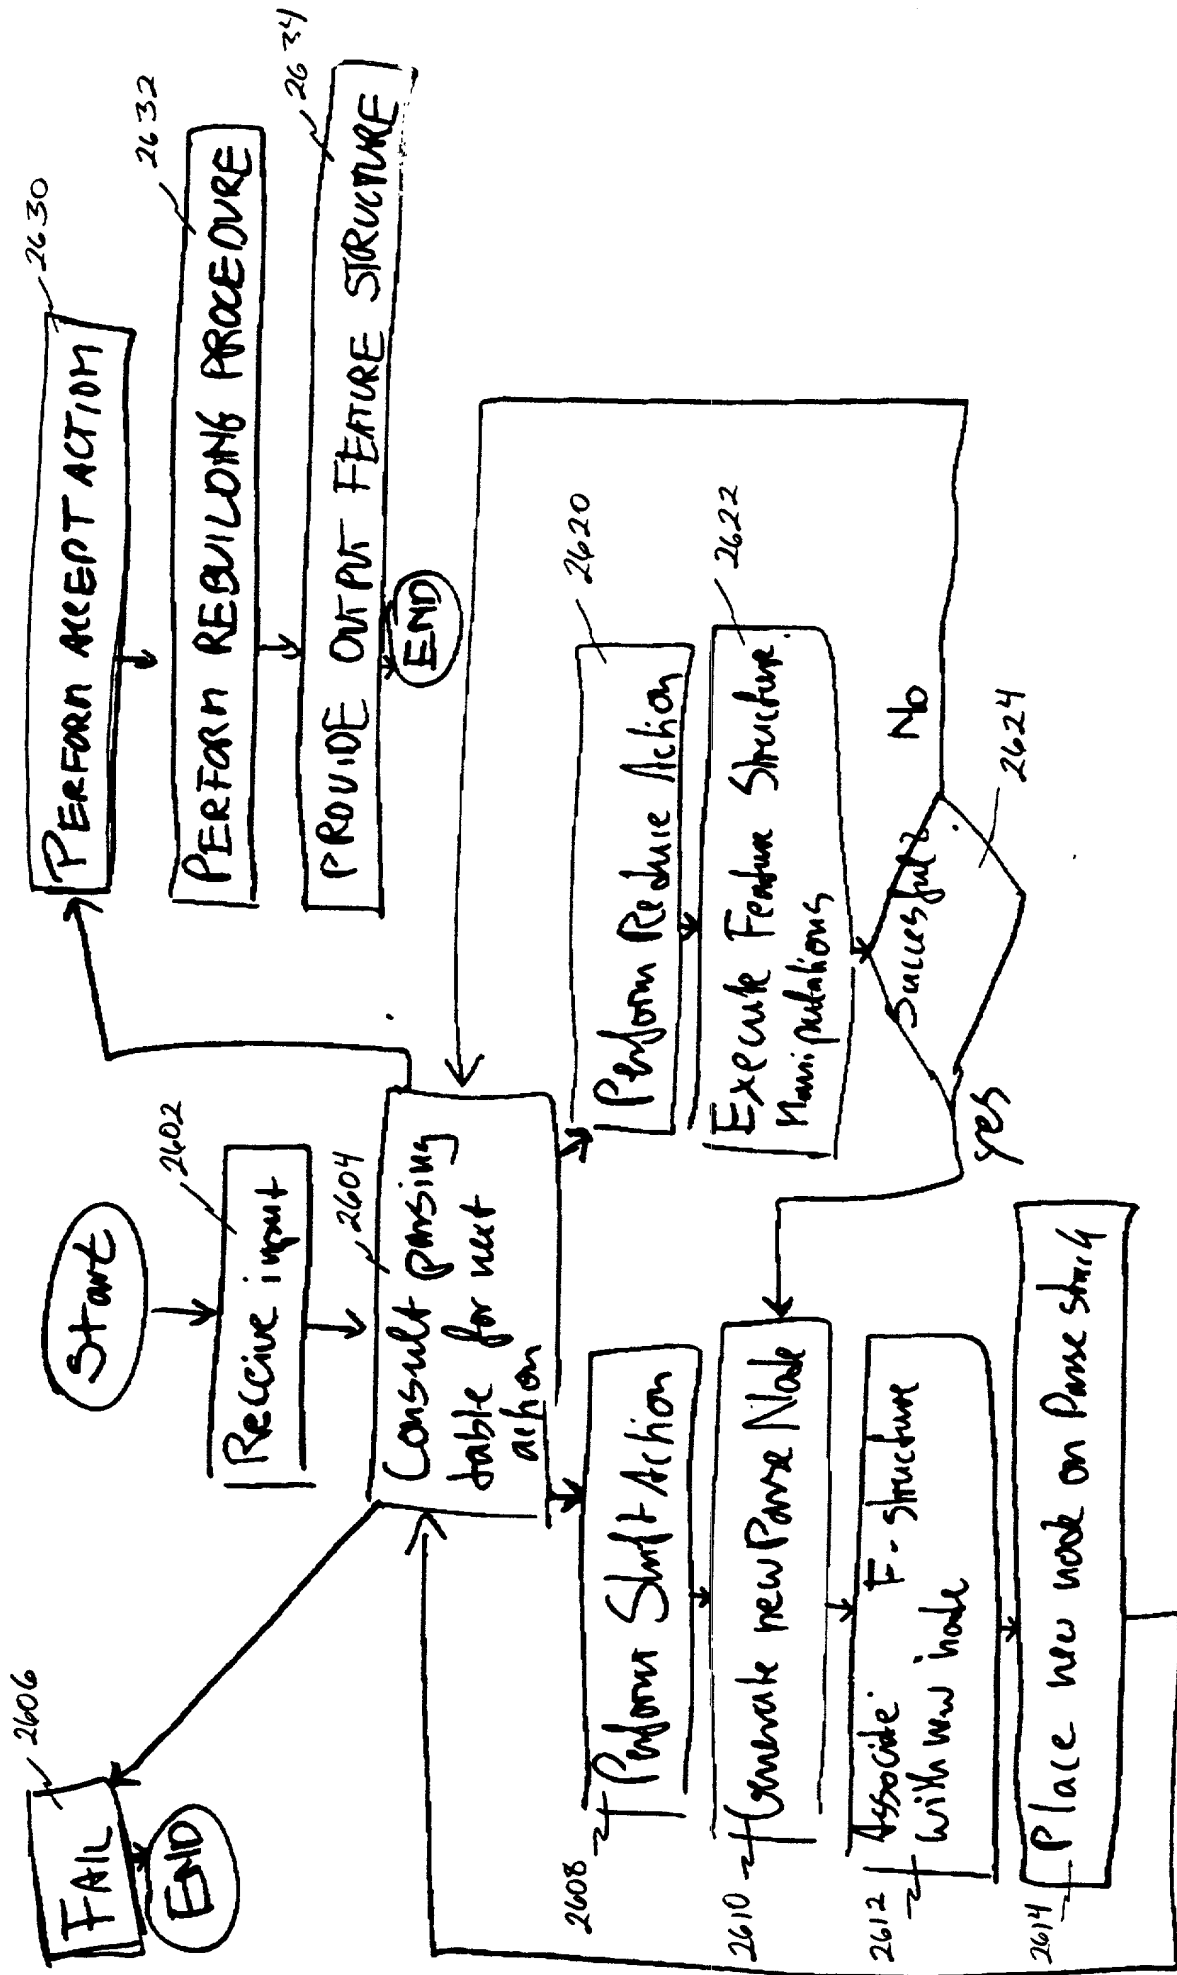 Start
2602
Receive input
2604
Consult parsing
table for next
action
2606
FAIL
END
2630
PERFORM ACCEPT ACTION
2632
PERFORM REBUILDING PROCEDURE
2634
PROVIDE OUTPUT FEATURE STRUCTURE
END
2608
Perform Shift Action
2610
Generate new Parse Node
2612
Associate F-structure
with new node
2614
Place new node on Parse stack
2620
Perform Reduce Action
2622
Execute Feature Structure
Manipulations
Successful?
2624
No
yes